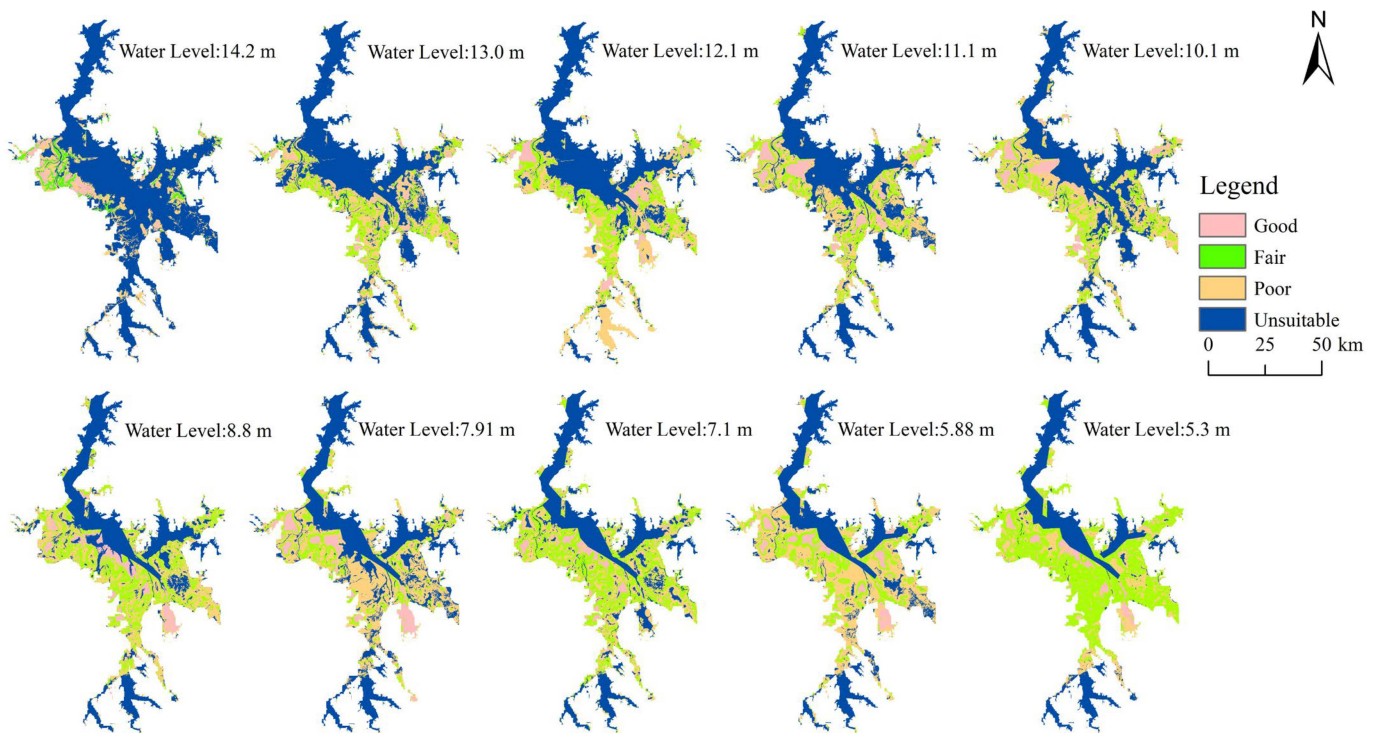 N
Water Level:14.2 m
Water Level:13.0 m
Water Level:12.1 m
Water Level:11.1 m
Water Level:10.1 m
Legend
Good
Fair
Poor
Unsuitable
0 25 50 km
Water Level:8.8 m
Water Level:7.91 m
Water Level:7.1 m
Water Level:5.88 m
Water Level:5.3 m